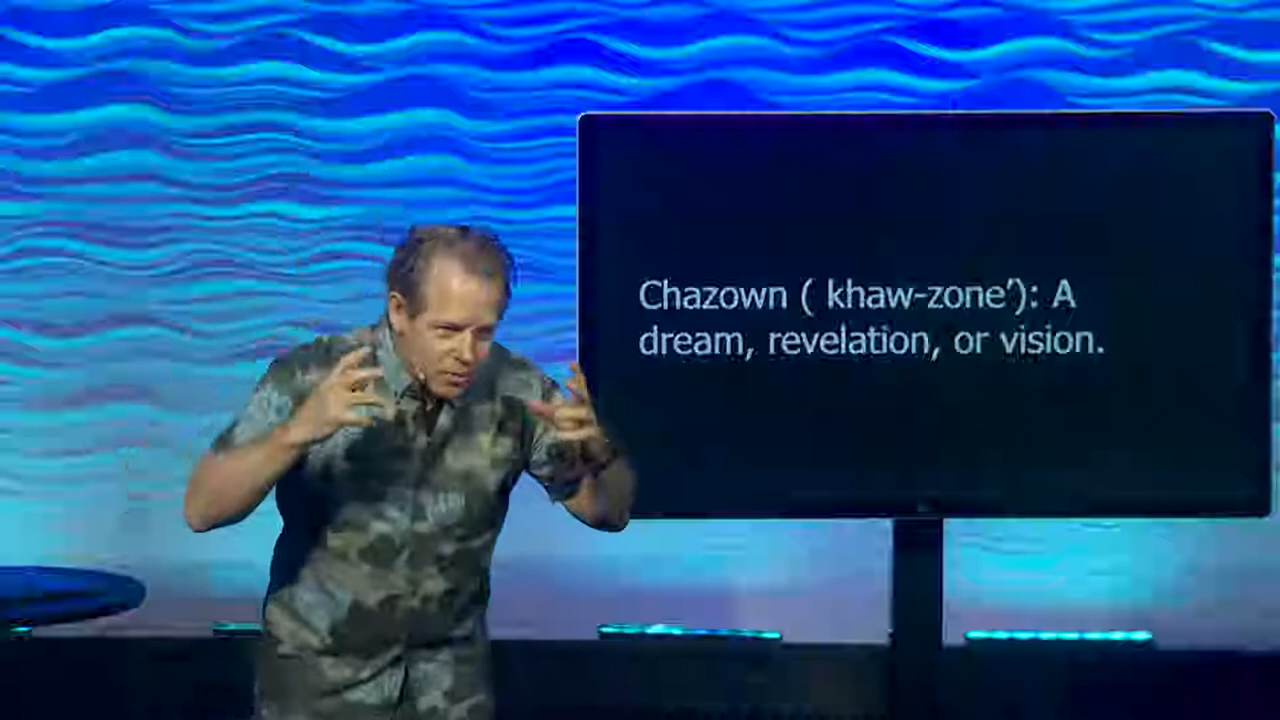 Chazown ( khaw-zone’): A
dream, revelation, or vision.